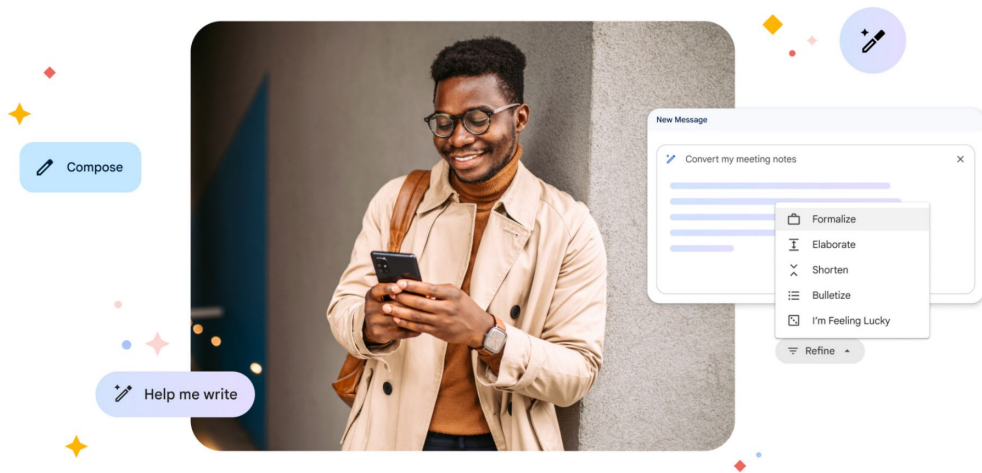 New Message
Compose
Convert my meeting notes
Formalize
Elaborate
Shorten
Bulletize
I'm Feeling Lucky
Refine
Help me write